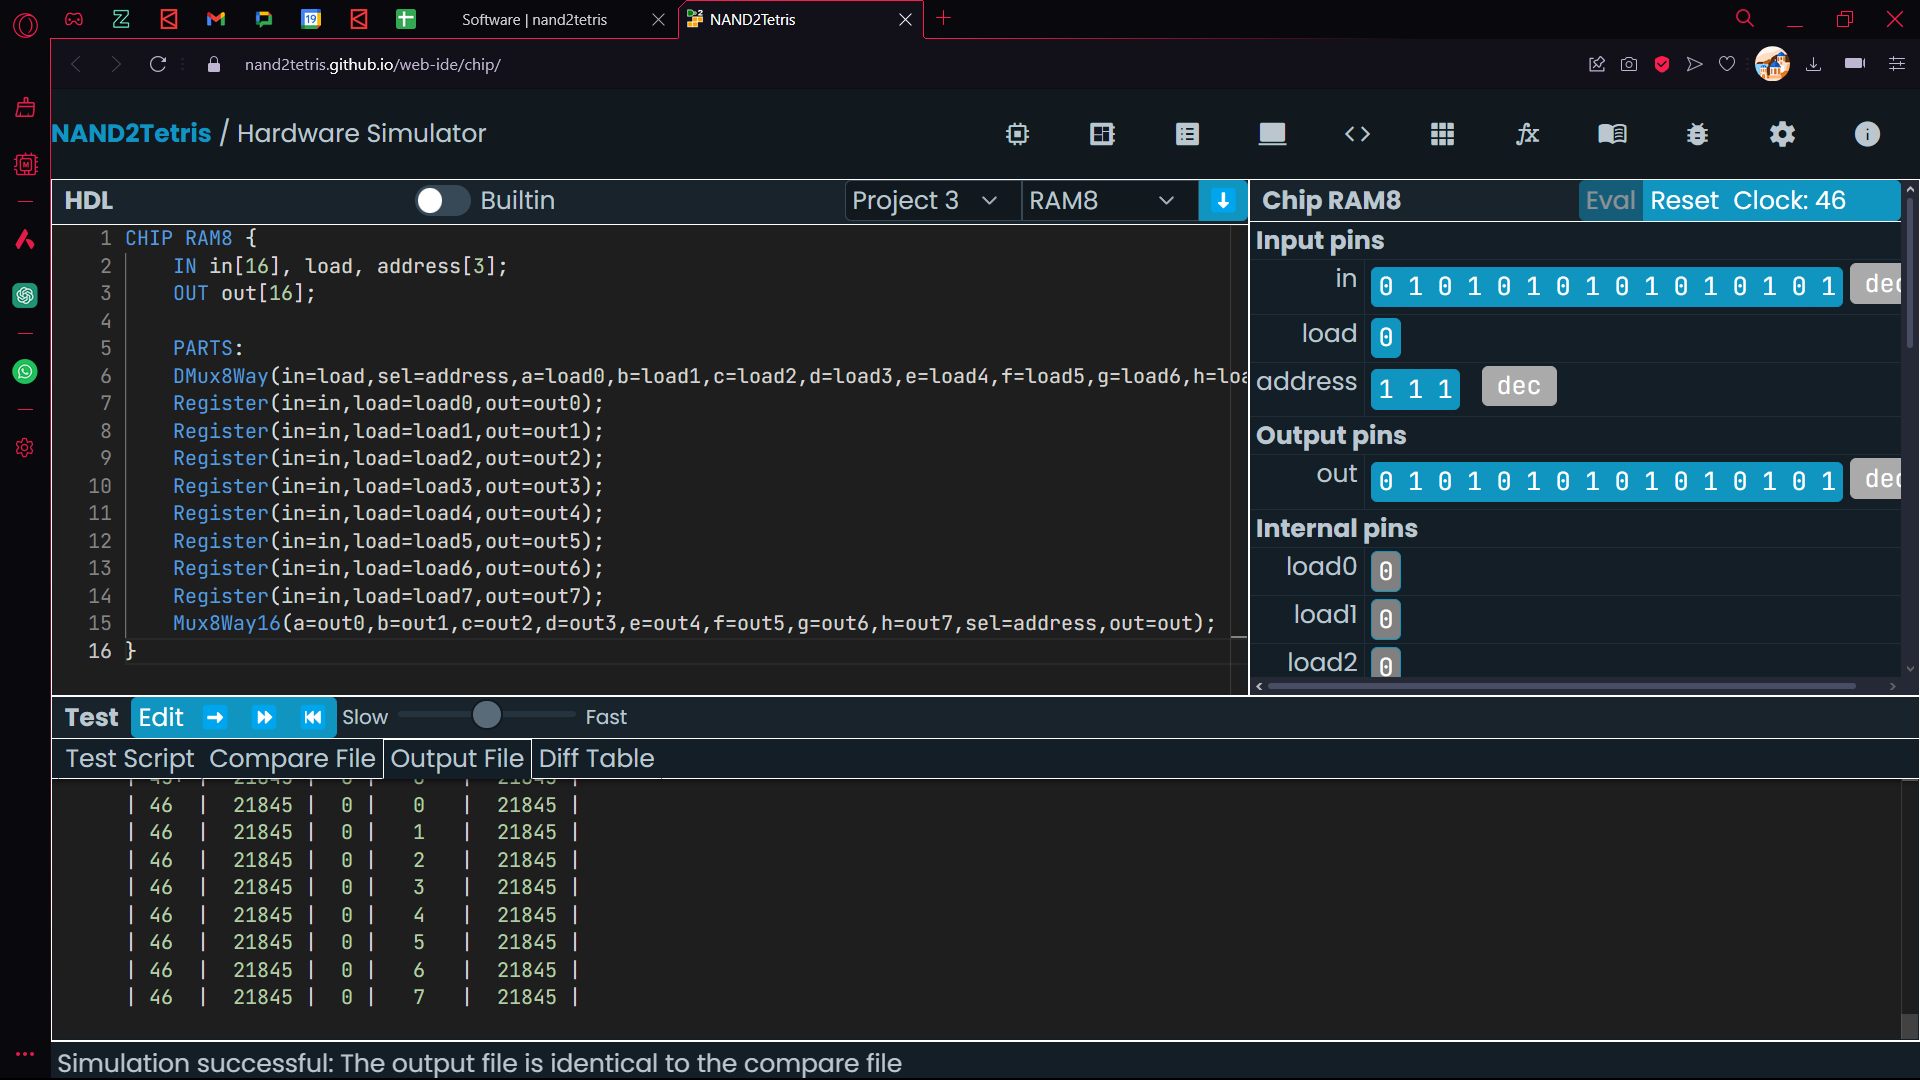 Software | nand2tetris
NAND2Tetris
nand2tetris.github.io/web-ide/chip/
NAND2Tetris / Hardware Simulator
HDL Builtin Project 3 RAM8
1 CHIP RAM8 {
2 IN in[16], load, address[3];
3 OUT out[16];
4
5 PARTS:
6 DMux8Way(in=load,sel=address,a=load0,b=load1,c=load2,d=load3,e=load4,f=load5,g=load6,h=loa
7 Register(in=in,load=load0,out=out0);
8 Register(in=in,load=load1,out=out1);
9 Register(in=in,load=load2,out=out2);
10 Register(in=in,load=load3,out=out3);
11 Register(in=in,load=load4,out=out4);
12 Register(in=in,load=load5,out=out5);
13 Register(in=in,load=load6,out=out6);
14 Register(in=in,load=load7,out=out7);
15 Mux8Way16(a=out0,b=out1,c=out2,d=out3,e=out4,f=out5,g=out6,h=out7,sel=address,out=out);
16 }
Chip RAM8 Eval Reset Clock: 46
Input pins
in 0 1 0 1 0 1 0 1 0 1 0 1 0 1 0 1 dec
load 0
address 1 1 1 dec
Output pins
out 0 1 0 1 0 1 0 1 0 1 0 1 0 1 0 1 dec
Internal pins
load0 0
load1 0
load2 0
Test Edit Slow Fast
Test Script Compare File Output File Diff Table
| 46 | 21845 | 0 | 0 | 21845 |
| 46 | 21845 | 0 | 1 | 21845 |
| 46 | 21845 | 0 | 2 | 21845 |
| 46 | 21845 | 0 | 3 | 21845 |
| 46 | 21845 | 0 | 4 | 21845 |
| 46 | 21845 | 0 | 5 | 21845 |
| 46 | 21845 | 0 | 6 | 21845 |
| 46 | 21845 | 0 | 7 | 21845 |
Simulation successful: The output file is identical to the compare file